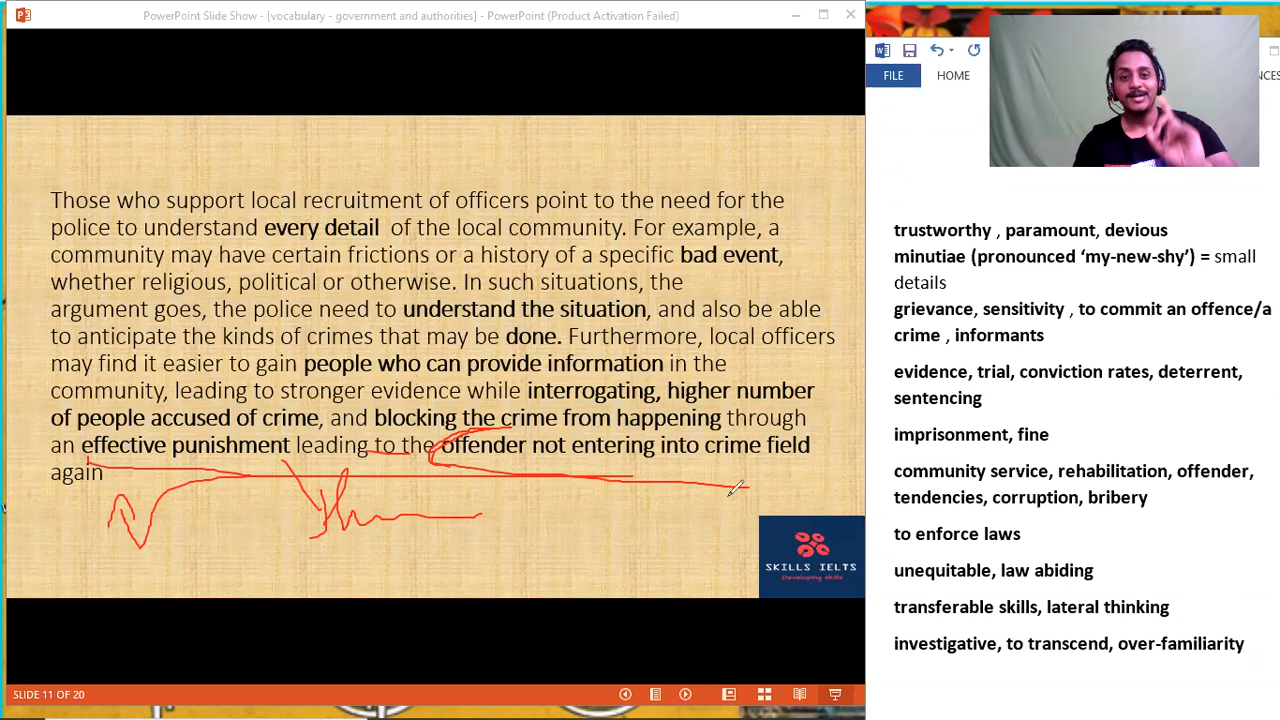 PowerPoint Slide Show - [vocabulary - government and authorities] - PowerPoint (Product Activation Failed)
FILE
HOME
NCES
Those who support local recruitment of officers point to the need for the
police to understand every detail of the local community. For example, a
community may have certain frictions or a history of a specific bad event,
whether religious, political or otherwise. In such situations, the
argument goes, the police need to understand the situation, and also be able
to anticipate the kinds of crimes that may be done. Furthermore, local officers
may find it easier to gain people who can provide information in the
community, leading to stronger evidence while interrogating, higher number
of people accused of crime, and blocking the crime from happening through
an effective punishment leading to the offender not entering into crime field
again
SKILLS IELTS
Developing skills
SLIDE 11 OF 20
trustworthy , paramount, devious
minutiae (pronounced ‘my-new-shy’) = small
details
grievance, sensitivity , to commit an offence/a
crime , informants
evidence, trial, conviction rates, deterrent,
sentencing
imprisonment, fine
community service, rehabilitation, offender,
tendencies, corruption, bribery
to enforce laws
unequitable, law abiding
transferable skills, lateral thinking
investigative, to transcend, over-familiarity